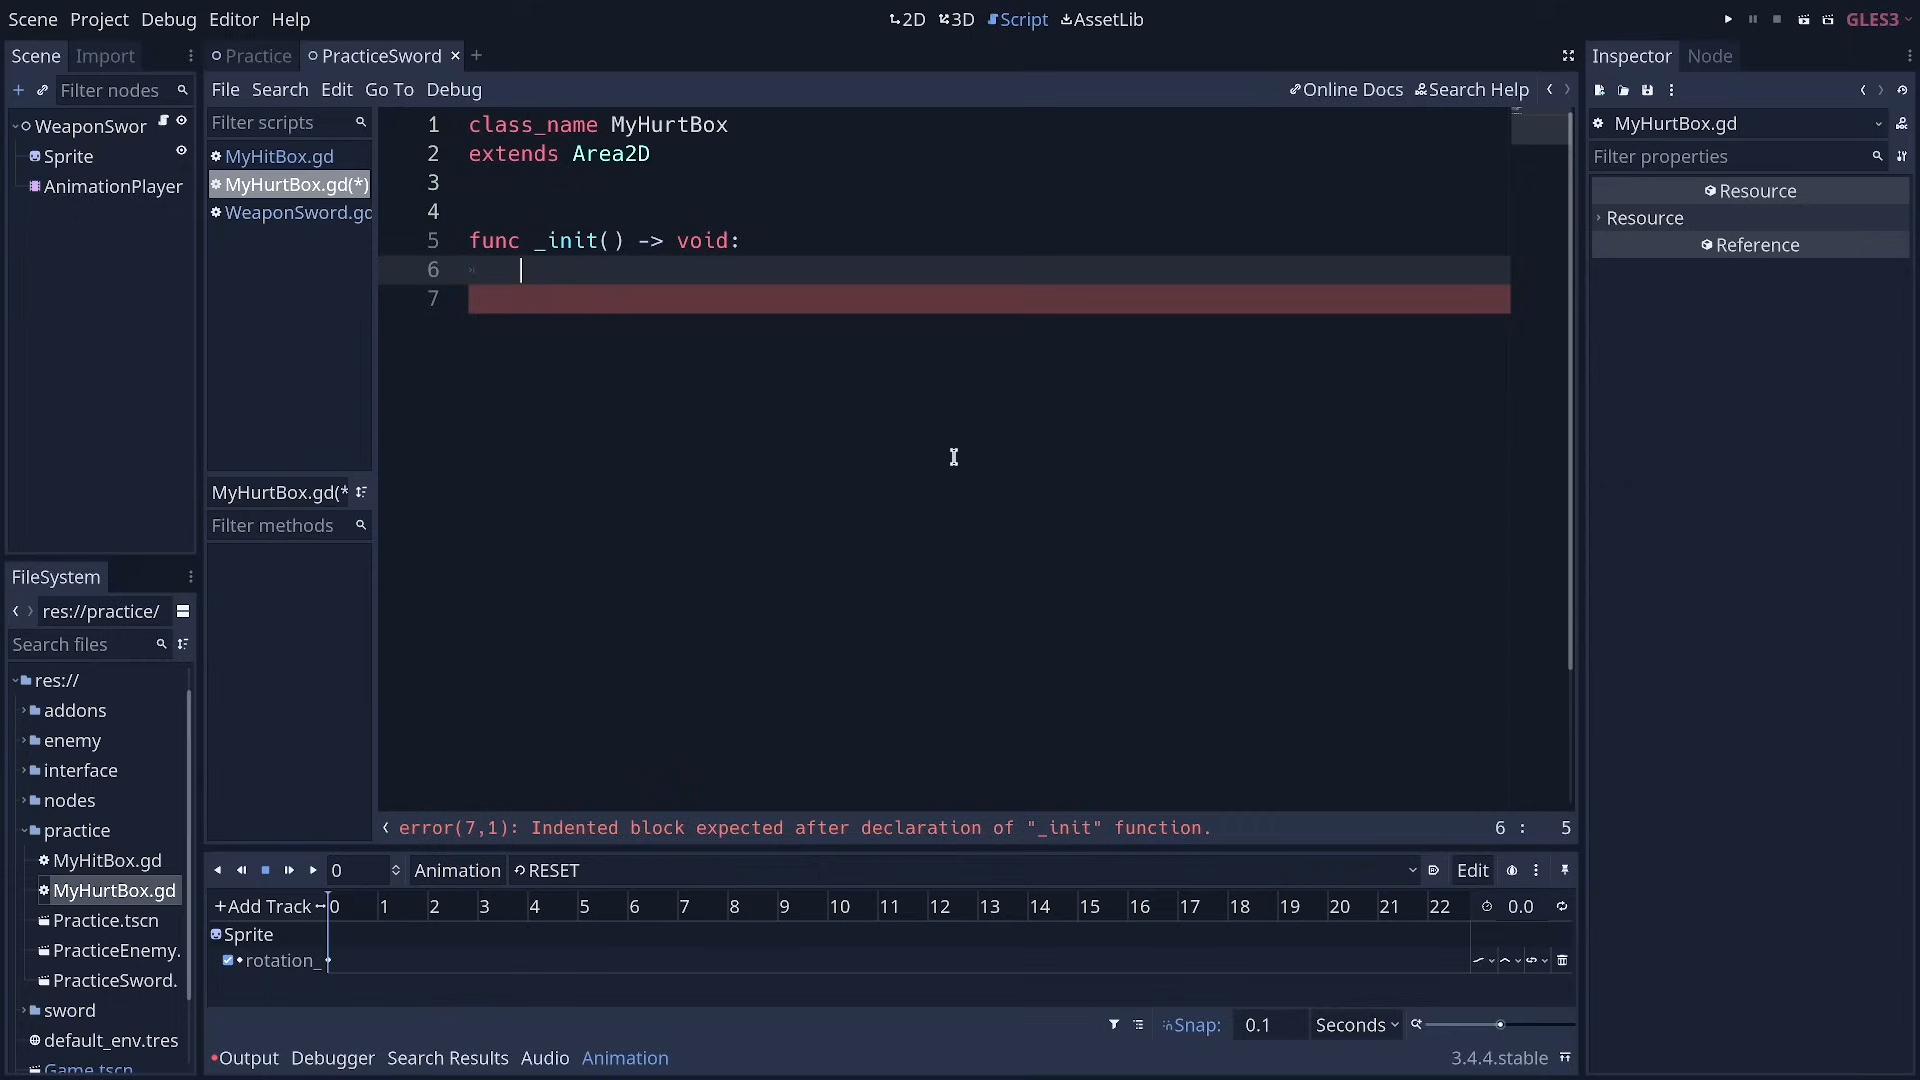 Scene Project Debug Editor Help
2D 3D Script AssetLib
GLES3
Scene Import
Practice PracticeSword
Inspector Node
Filter nodes
File Search Edit Go To Debug
Online Docs Search Help
WeaponSwor
Sprite
AnimationPlayer
Filter scripts
MyHitBox.gd
MyHurtBox.gd(*)
WeaponSword.gd
1 class_name MyHurtBox
2 extends Area2D
3
4
5 func _init() -> void:
6
7
MyHurtBox.gd
Filter properties
Resource
Resource
Reference
MyHurtBox.gd(*
Filter methods
FileSystem
res://practice/
Search files
res://
addons
enemy
interface
nodes
practice
MyHitBox.gd
MyHurtBox.gd
Practice.tscn
PracticeEnemy.
PracticeSword.
sword
default_env.tres
Game.tscn
error(7,1): Indented block expected after declaration of "_init" function.
6 : 5
0 Animation RESET Edit
+Add Track 0 1 2 3 4 5 6 7 8 9 10 11 12 13 14 15 16 17 18 19 20 21 22 0.0
Sprite
rotation_
Snap: 0.1 Seconds
Output Debugger Search Results Audio Animation
3.4.4.stable